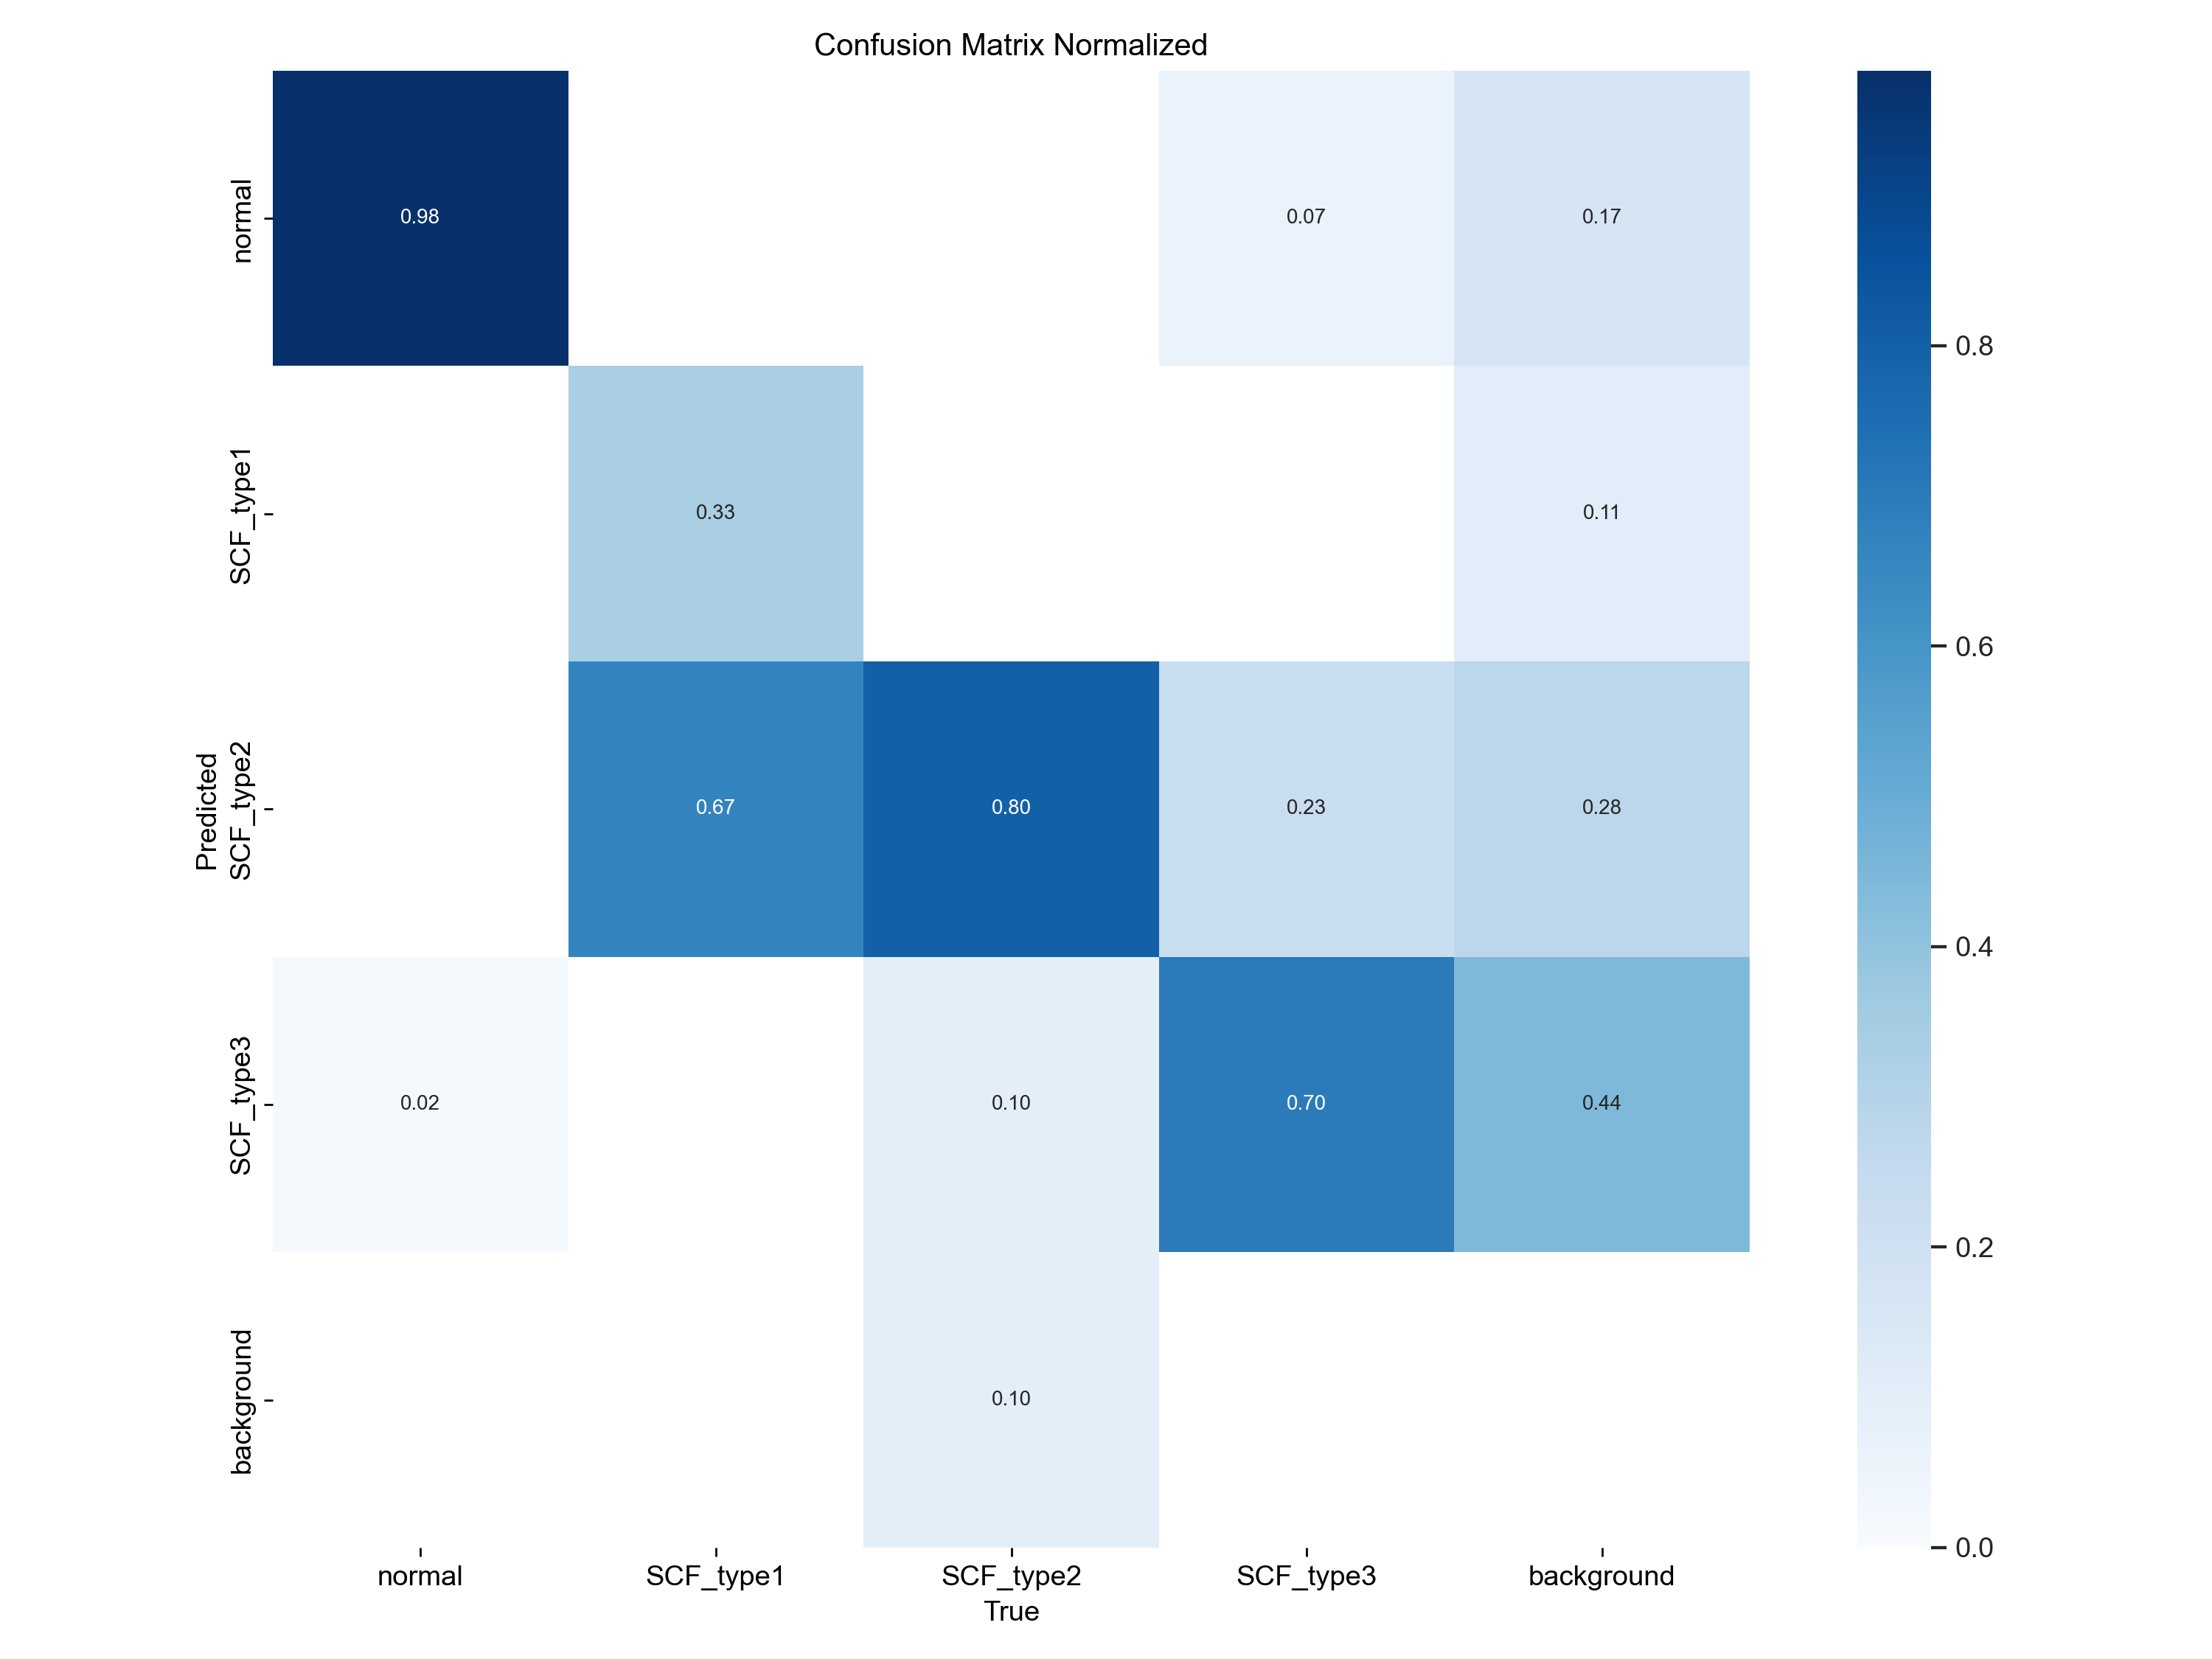 Confusion Matrix Normalized
normal
0.98
0.07
0.17
SCF_type1
0.33
0.11
Predicted
SCF_type2
0.67
0.80
0.23
0.28
SCF_type3
0.02
0.10
0.70
0.44
background
0.10
normal
SCF_type1
SCF_type2
SCF_type3
background
True
0.8
0.6
0.4
0.2
0.0